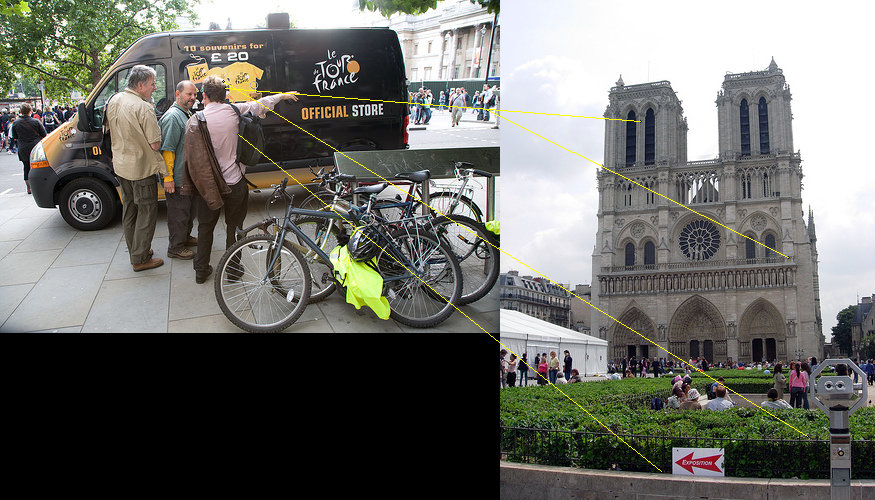 10 souvenirs for
£ 20
Le
TOUR
de
france
OFFICIAL STORE
EXPOSITION